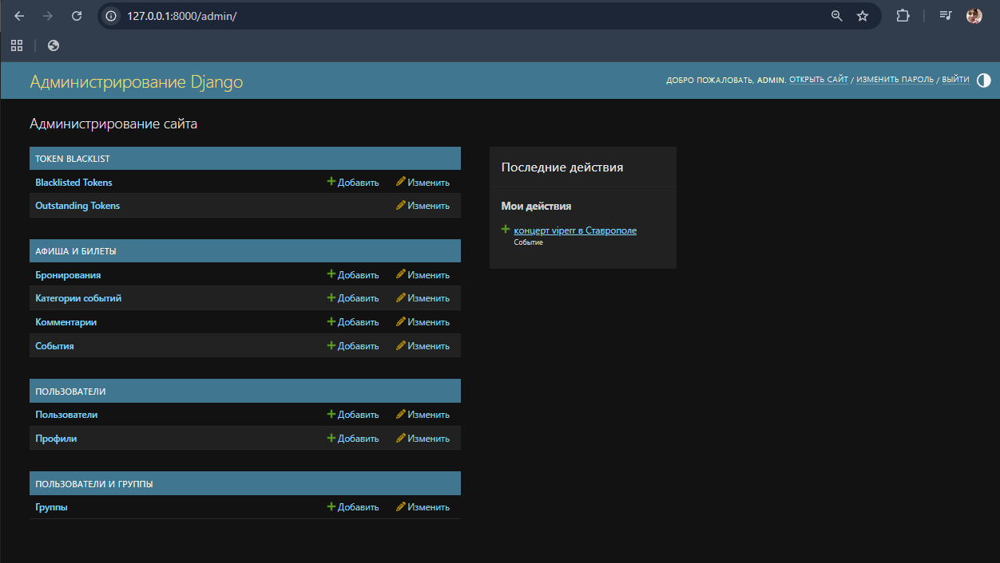 127.0.0.1:8000/admin/
Администрирование Django
ДОБРО ПОЖАЛОВАТЬ, ADMIN. ОТКРЫТЬ САЙТ / ИЗМЕНИТЬ ПАРОЛЬ / ВЫЙТИ
Администрирование сайта
TOKEN BLACKLIST
Blacklisted Tokens Добавить Изменить
Outstanding Tokens Изменить
АФИША И БИЛЕТЫ
Бронирования Добавить Изменить
Категории событий Добавить Изменить
Комментарии Добавить Изменить
События Добавить Изменить
ПОЛЬЗОВАТЕЛИ
Пользователи Добавить Изменить
Профили Добавить Изменить
ПОЛЬЗОВАТЕЛИ И ГРУППЫ
Группы Добавить Изменить
Последние действия
Мои действия
концерт viperr в Ставрополе
Событие